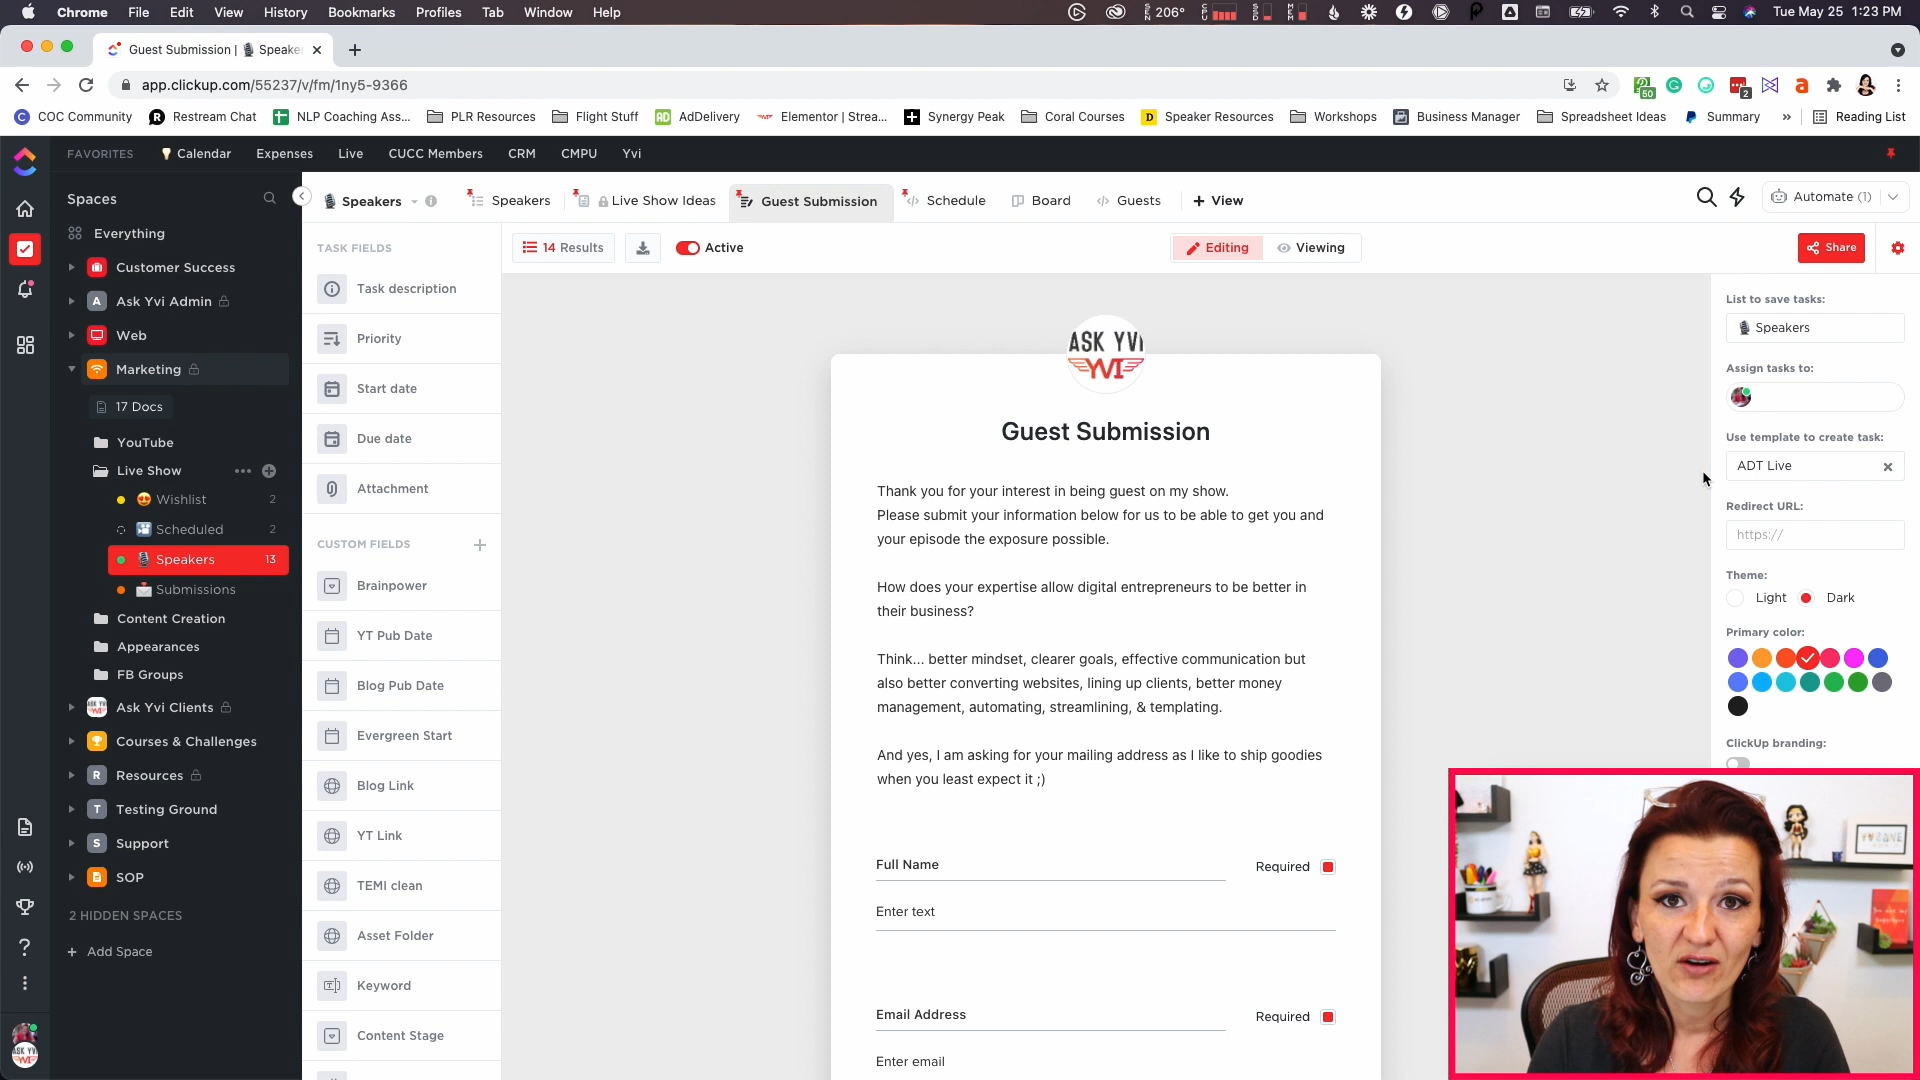 Chrome File Edit View History Bookmarks Profiles Tab Window Help
206° Tue May 25 1:23 PM
Guest Submission | 🎙️ Speake
app.clickup.com/55237/v/fm/1ny5-9366
50 2
COC Community Restream Chat NLP Coaching Ass... PLR Resources Flight Stuff AdDelivery Elementor | Strea... Synergy Peak Coral Courses Speaker Resources Workshops Business Manager Spreadsheet Ideas Summary » Reading List
FAVORITES Calendar Expenses Live CUCC Members CRM CMPU Yvi
Spaces
Everything
Customer Success
A Ask Yvi Admin
Web
Marketing
17 Docs
YouTube
Live Show
Wishlist 2
Scheduled 2
Speakers 13
Submissions
Content Creation
Appearances
FB Groups
Ask Yvi Clients
Courses & Challenges
R Resources
T Testing Ground
S Support
SOP
2 HIDDEN SPACES
+ Add Space
ASK YVI
YVI
Speakers Speakers Live Show Ideas Guest Submission Schedule Board Guests + View
Automate (1)
TASK FIELDS
Task description
Priority
Start date
Due date
Attachment
CUSTOM FIELDS +
Brainpower
YT Pub Date
Blog Pub Date
Evergreen Start
Blog Link
YT Link
TEMI clean
Asset Folder
Keyword
Content Stage
14 Results Active Editing Viewing Share
ASK YVI
YVI
Guest Submission
Thank you for your interest in being guest on my show.
Please submit your information below for us to be able to get you and
your episode the exposure possible.
How does your expertise allow digital entrepreneurs to be better in
their business?
Think... better mindset, clearer goals, effective communication but
also better converting websites, lining up clients, better money
management, automating, streamlining, & templating.
And yes, I am asking for your mailing address as I like to ship goodies
when you least expect it ;)
Full Name Required
Enter text
Email Address Required
Enter email
List to save tasks:
Speakers
Assign tasks to:
Use template to create task:
ADT Live
Redirect URL:
https://
Theme:
Light Dark
Primary color:
ClickUp branding:
YVONNE